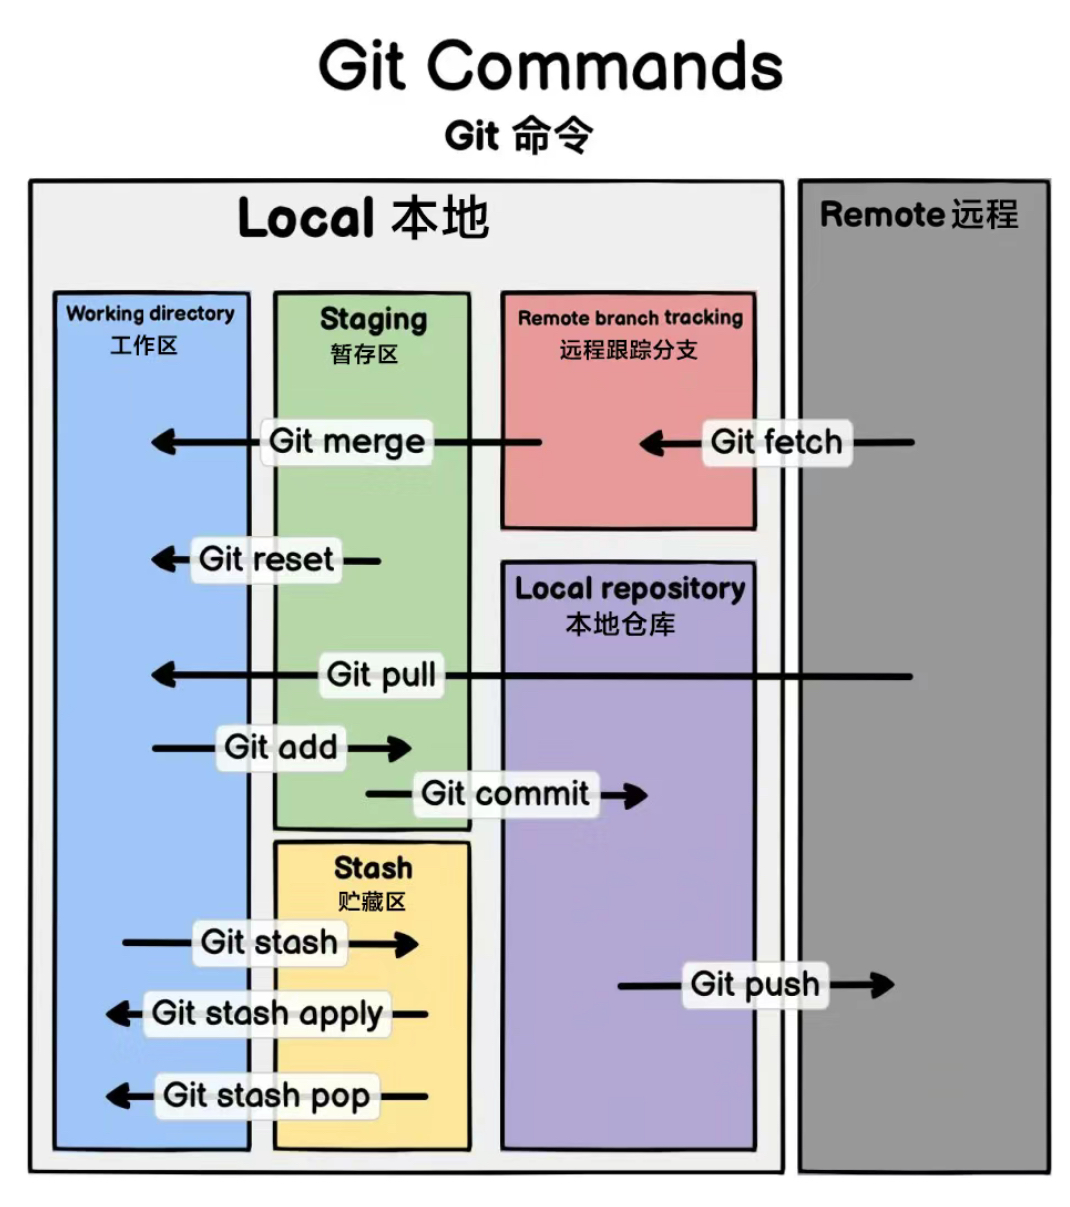 Git Commands
Git 命令
Local 本地
Remote 远程
Working directory
工作区
Staging
暂存区
Remote branch tracking
远程跟踪分支
Git merge
Git fetch
Git reset
Local repository
本地仓库
Git pull
Git add
Git commit
Stash
贮藏区
Git stash
Git push
Git stash apply
Git stash pop